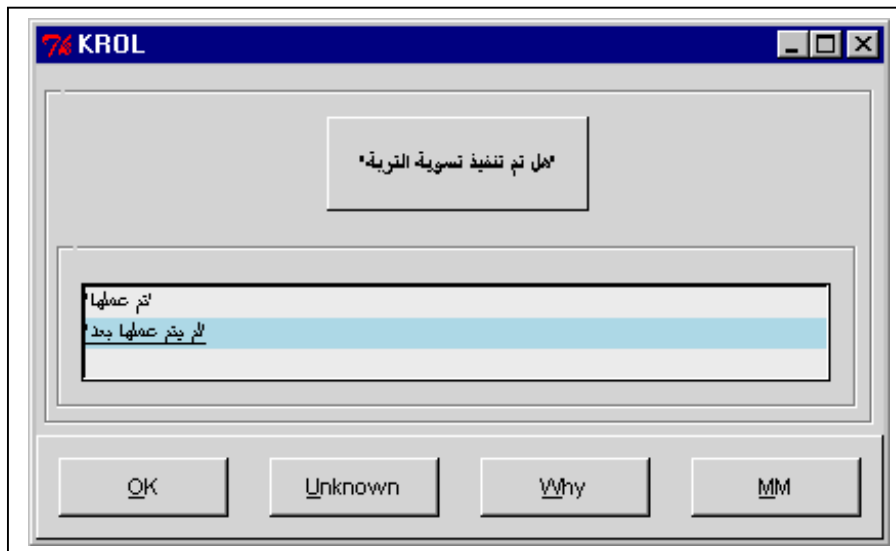 KROL
'هل تم تنفيذ تسوية التربة'
'تم عملها'
'لم يتم عملها بعد'
OK
Unknown
Why
MM